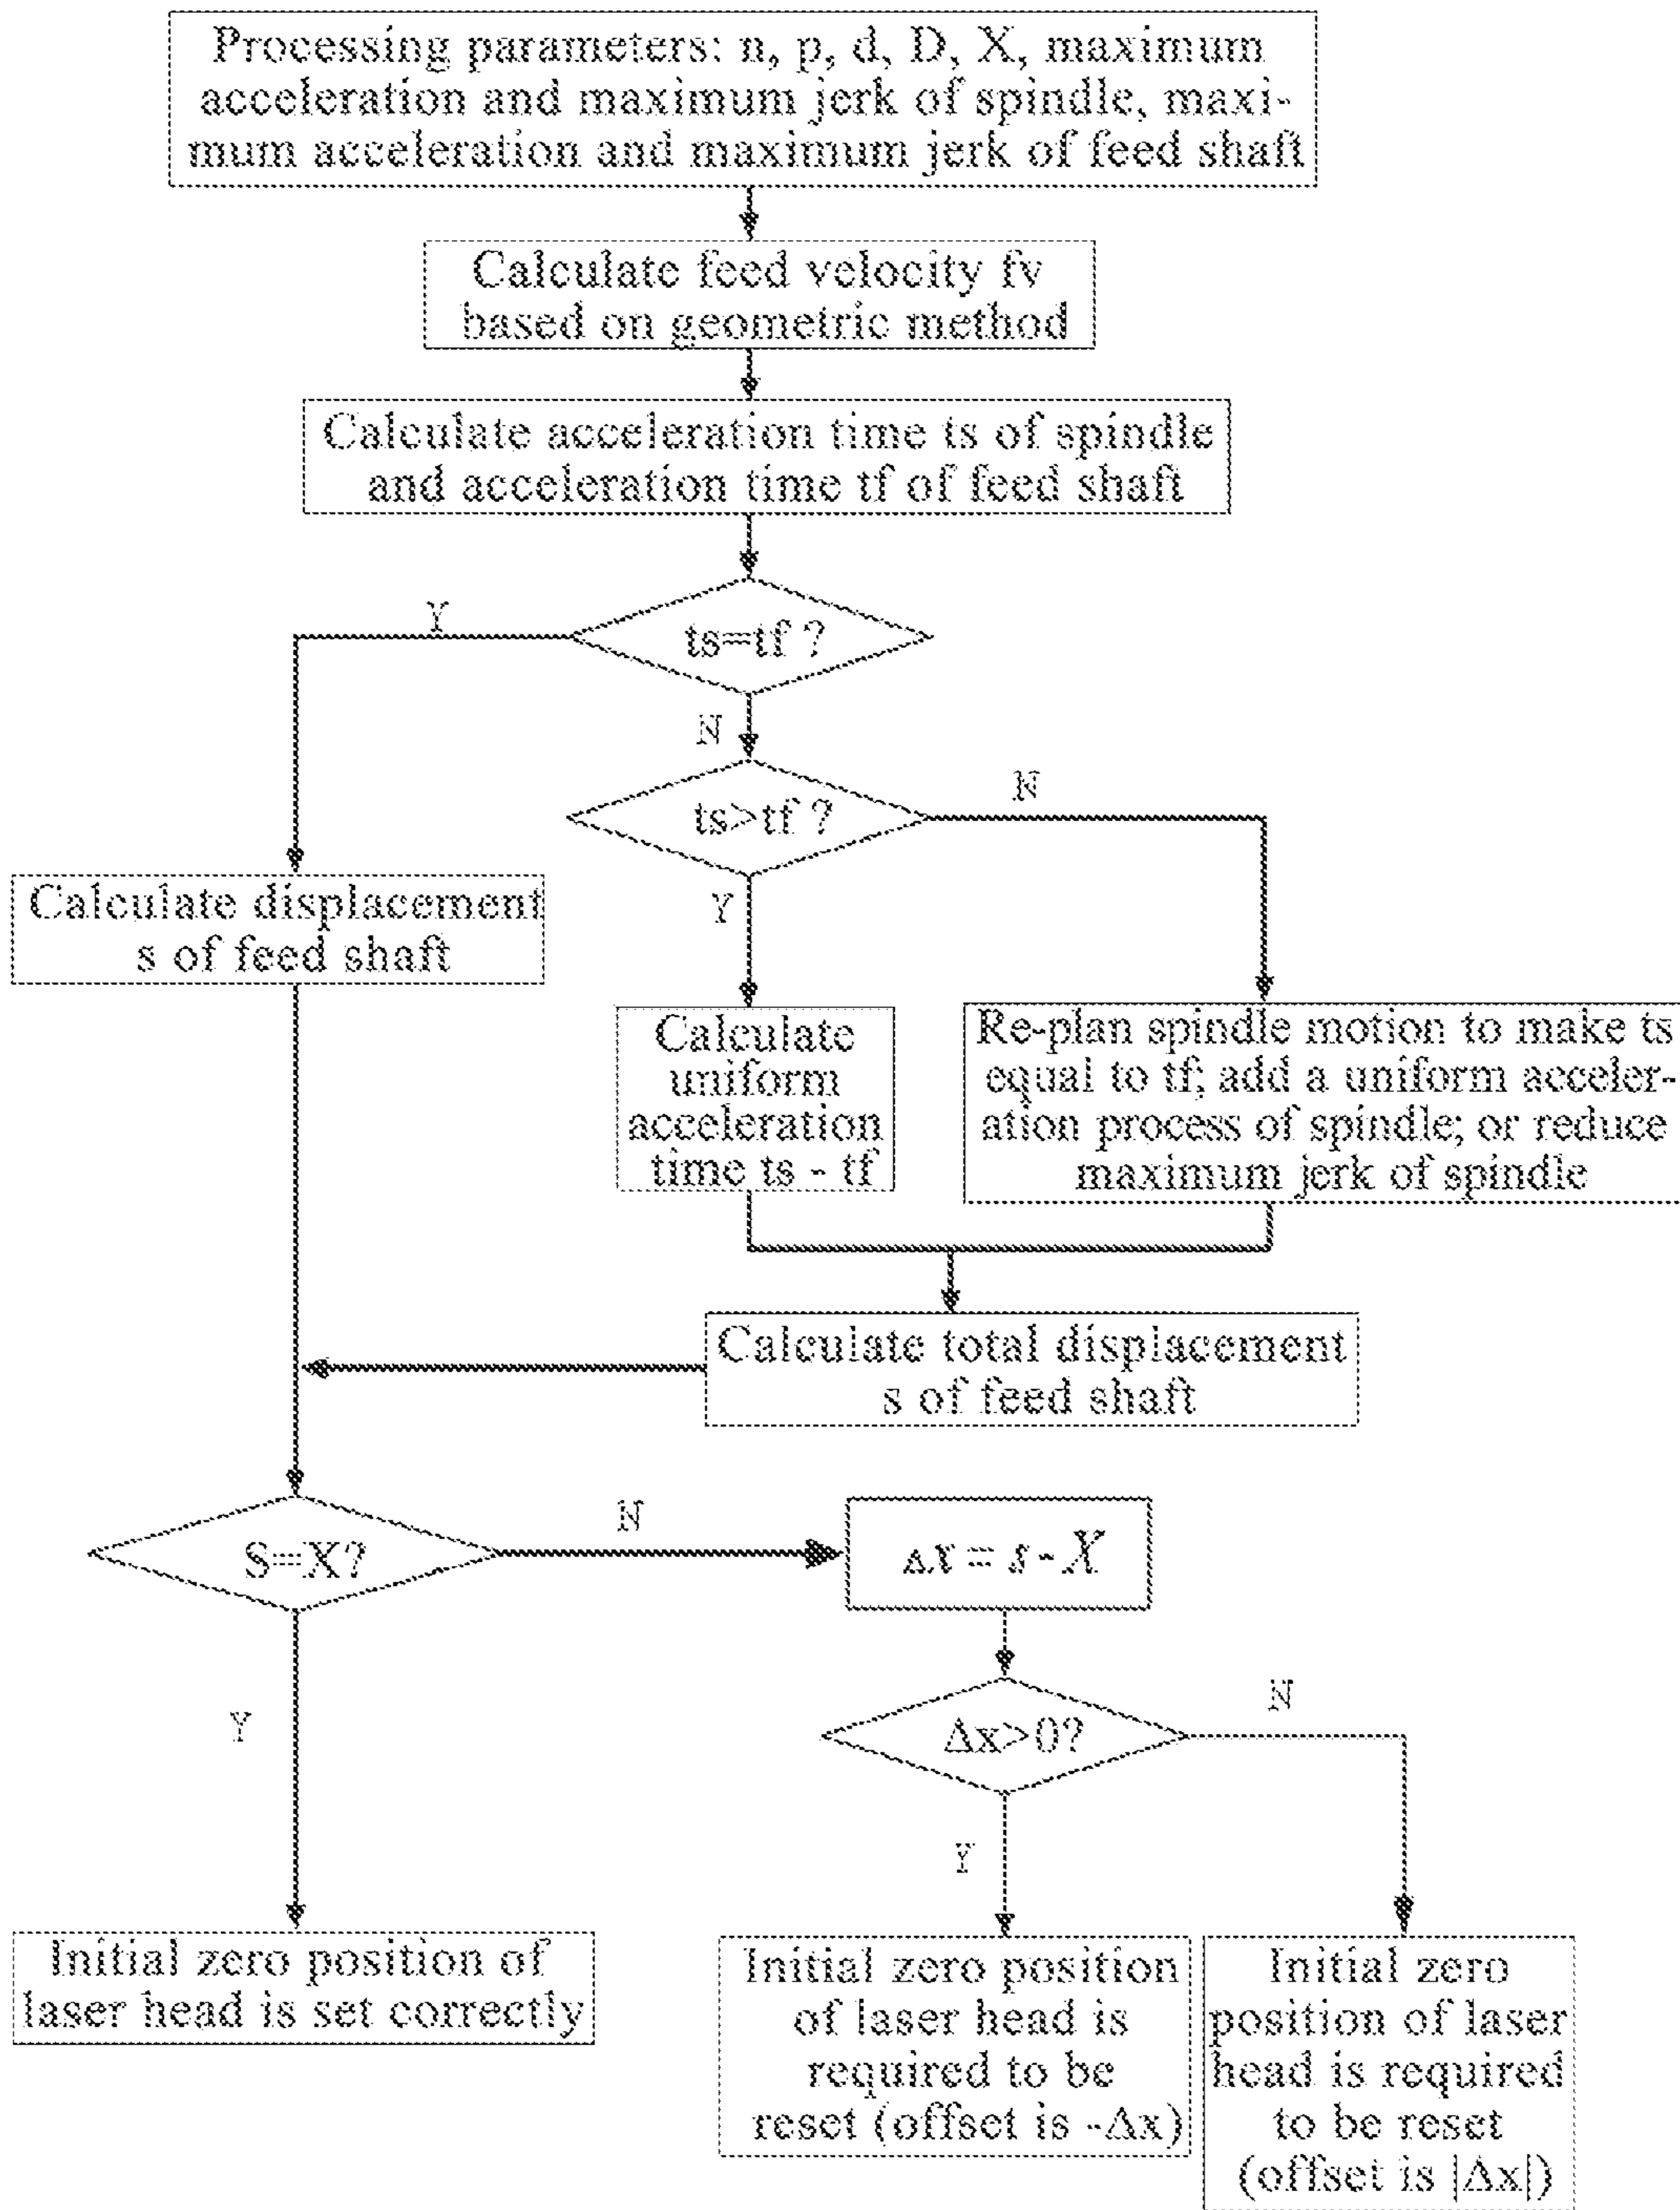 Processing parameters: n, p, d, D, X, maximum
acceleration and maximum jerk of spindle, maxi-
mum acceleration and maximum jerk of feed shaft
Calculate feed velocity fv
based on geometric method
Calculate acceleration time ts of spindle
and acceleration time tf of feed shaft
Y
ts=tf ?
N
ts>tf ?
N
Calculate displacement
s of feed shaft
Y
Calculate
uniform
acceleration
time ts - tf
Re-plan spindle motion to make ts
equal to tf; add a uniform acceler-
ation process of spindle; or reduce
maximum jerk of spindle
Calculate total displacement
s of feed shaft
S=X?
N
Δx = s - X
Y
Δx>0?
N
Y
Initial zero position of
laser head is set correctly
Initial zero position
of laser head is
required to be
reset (offset is -Δx)
Initial zero
position of laser
head is required
to be reset
(offset is |Δx|)